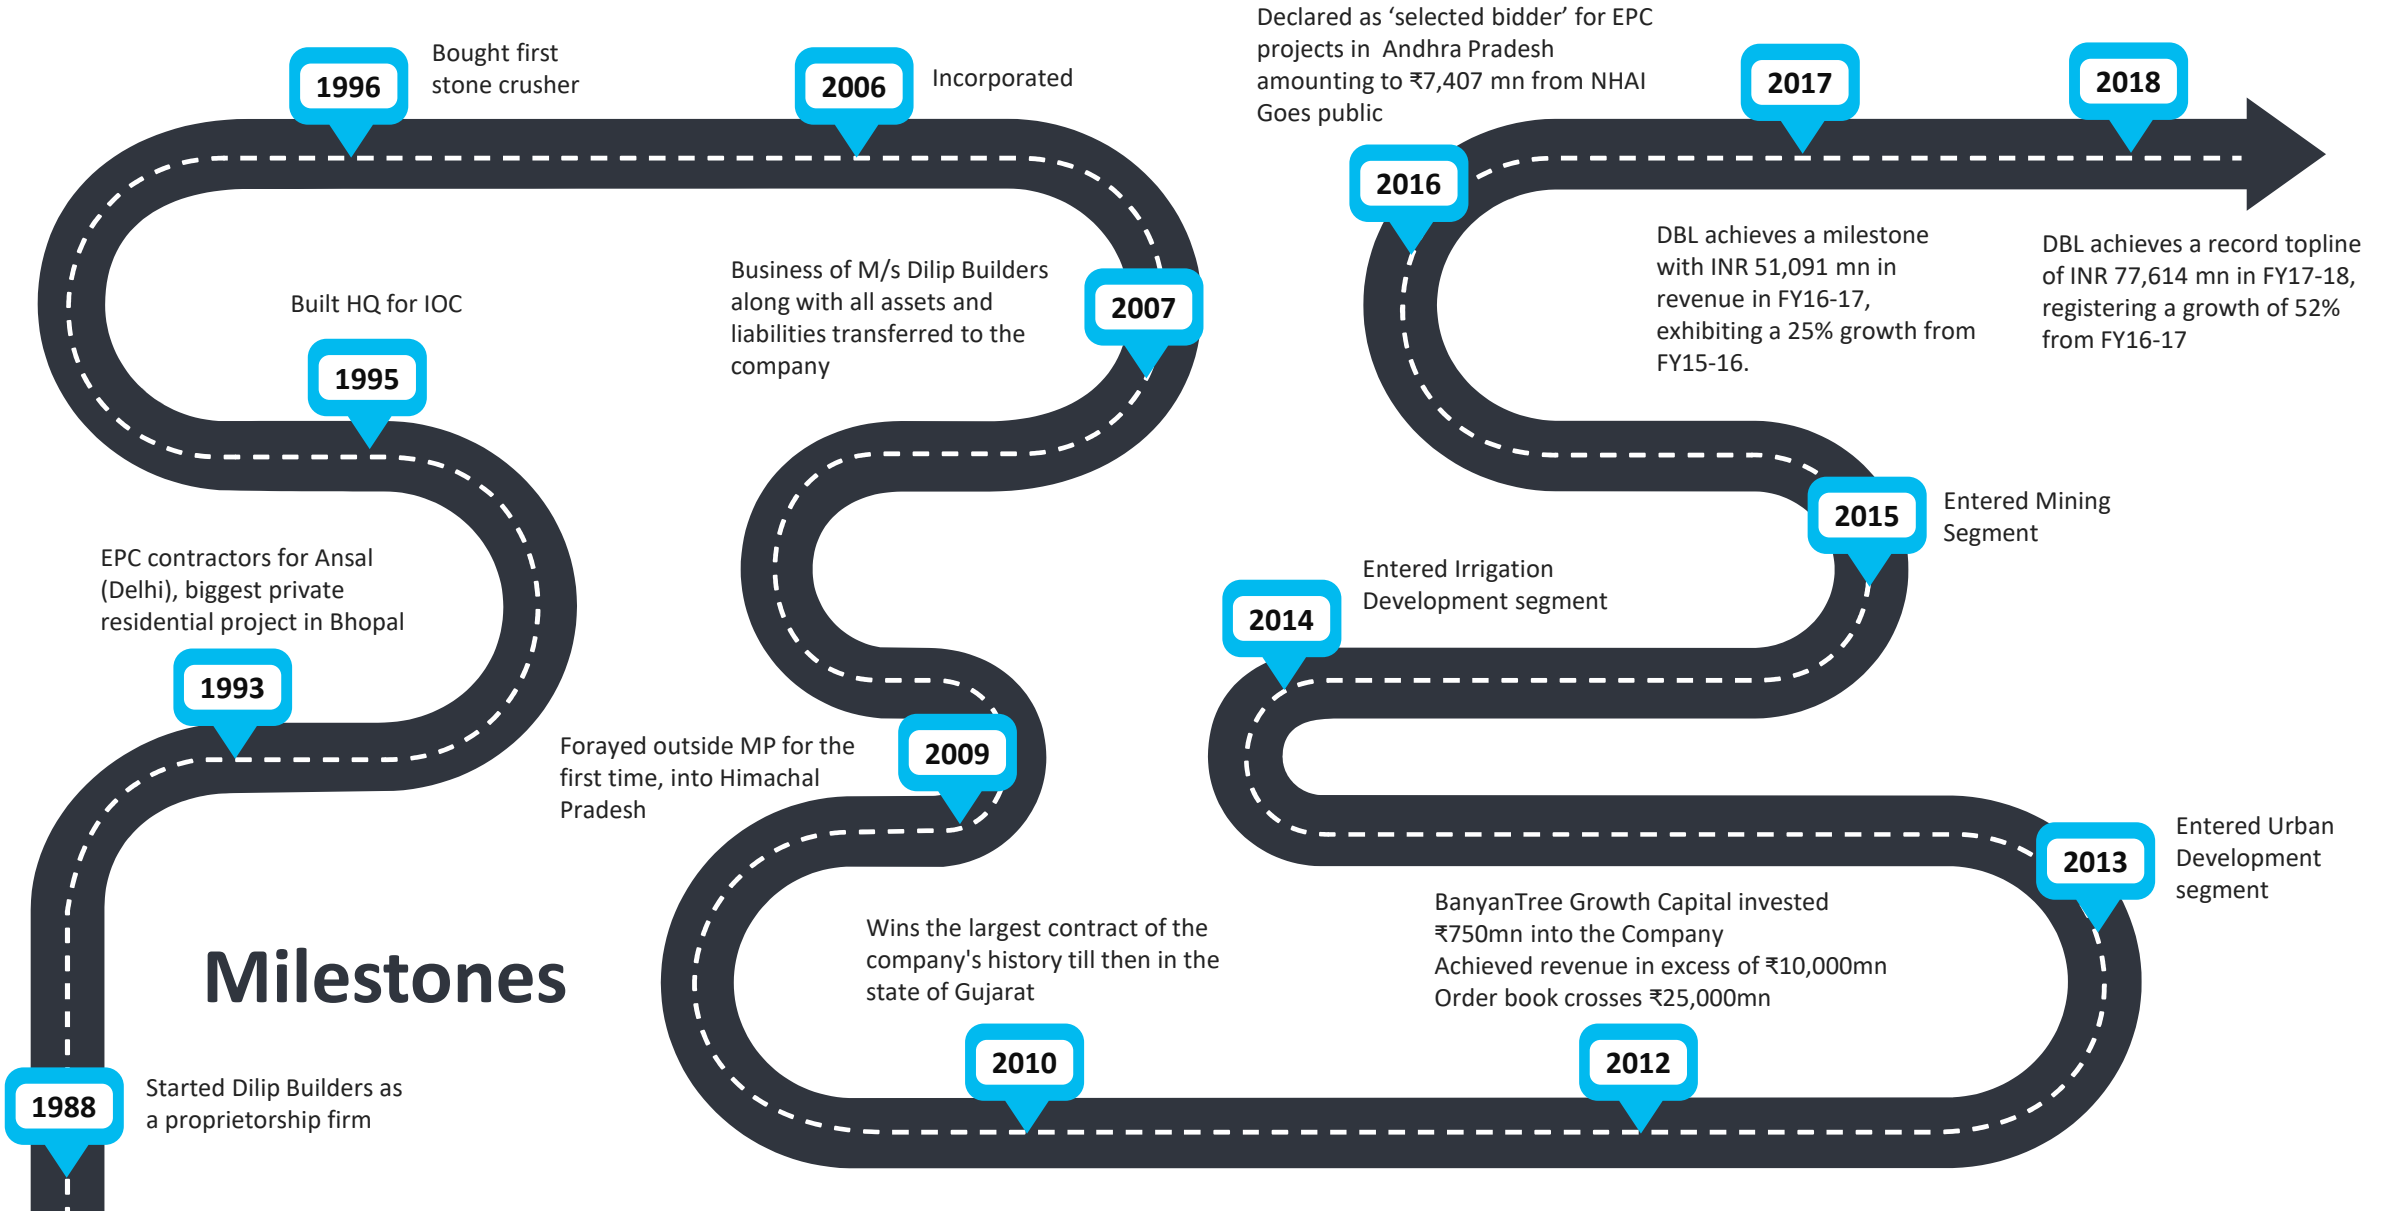 Milestones
1988
Started Dilip Builders as
a proprietorship firm
EPC contractors for Ansal
(Delhi), biggest private
residential project in Bhopal
1993
Built HQ for IOC
1995
1996
Bought first
stone crusher
2006
Incorporated
Business of M/s Dilip Builders
along with all assets and
liabilities transferred to the
company
2007
Forayed outside MP for the
first time, into Himachal
Pradesh
2009
Wins the largest contract of the
company's history till then in the
state of Gujarat
2010
BanyanTree Growth Capital invested
₹750mn into the Company
Achieved revenue in excess of ₹10,000mn
Order book crosses ₹25,000mn
2012
2013
Entered Urban
Development
segment
2014
Entered Irrigation
Development segment
2015
Entered Mining
Segment
Declared as ‘selected bidder’ for EPC
projects in Andhra Pradesh
amounting to ₹7,407 mn from NHAI
Goes public
2016
2017
DBL achieves a milestone
with INR 51,091 mn in
revenue in FY16-17,
exhibiting a 25% growth from
FY15-16.
2018
DBL achieves a record topline
of INR 77,614 mn in FY17-18,
registering a growth of 52%
from FY16-17